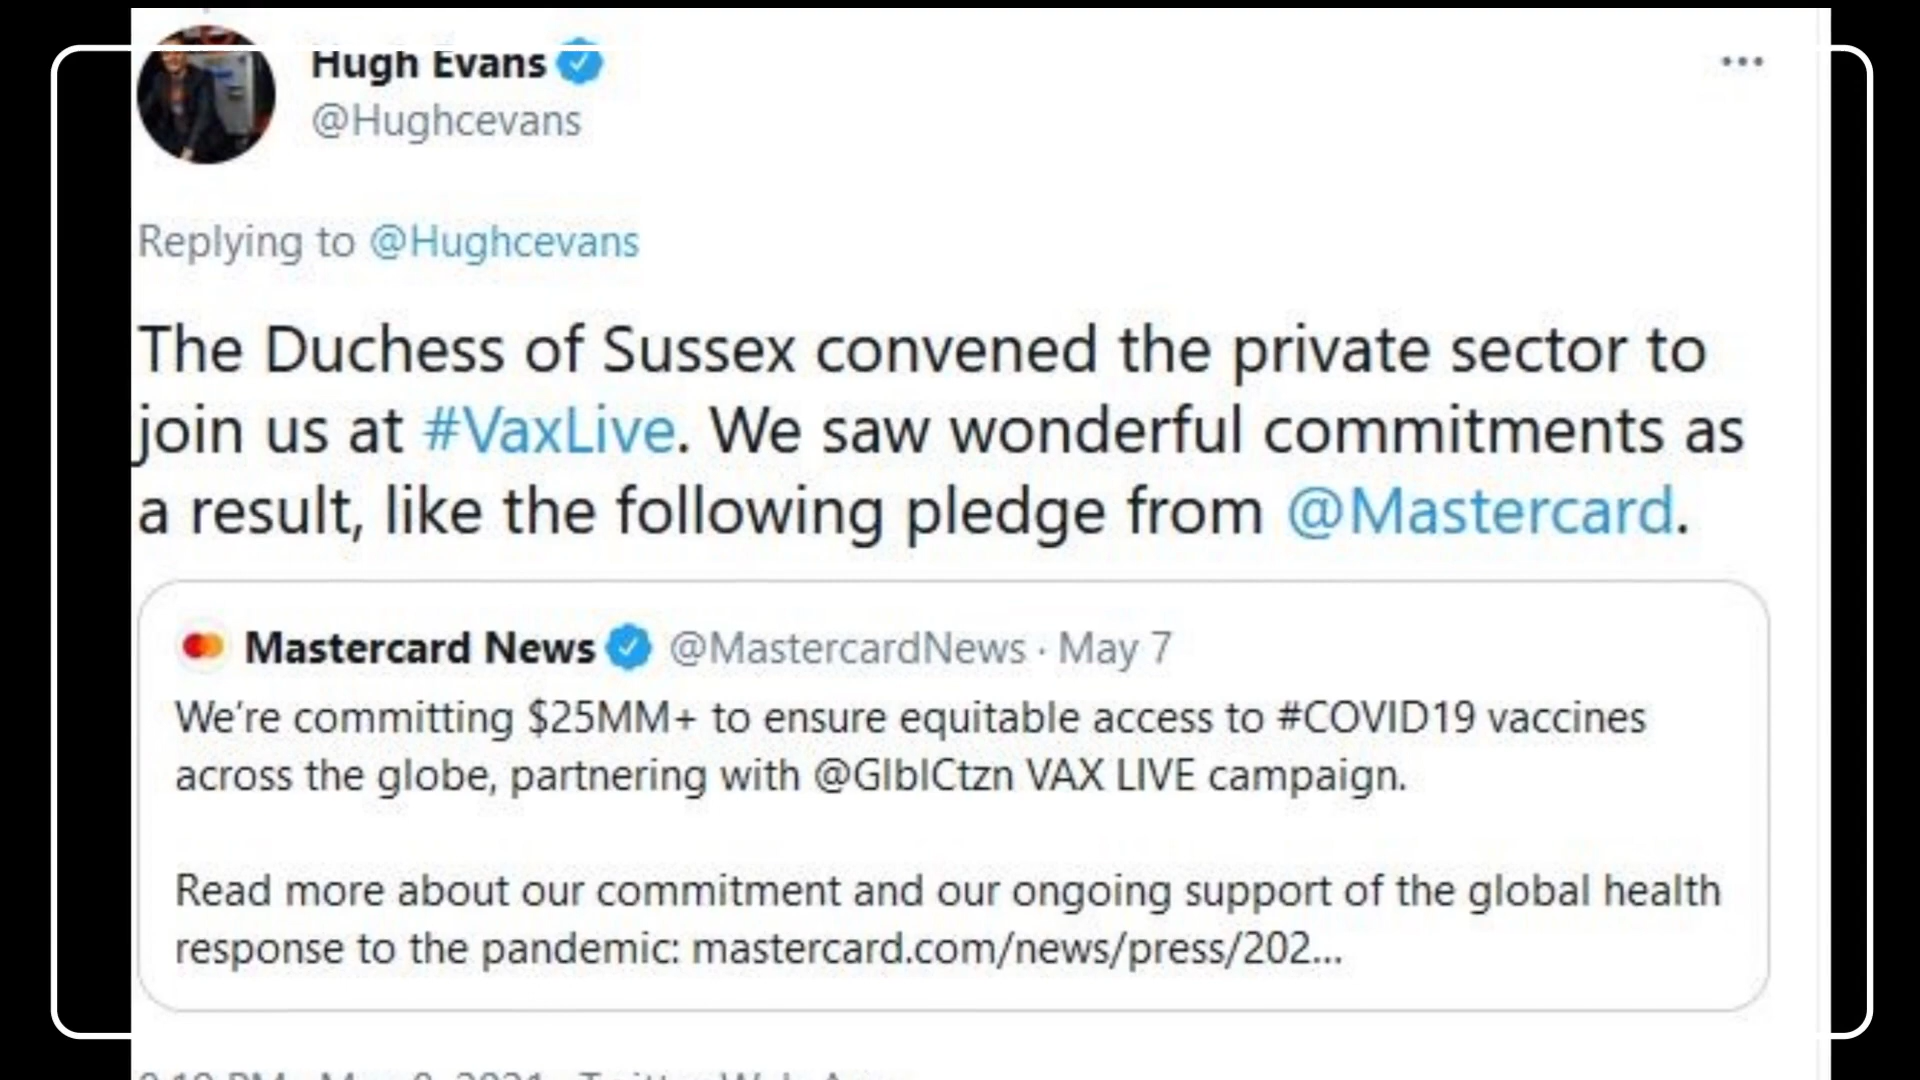 Hugh Evans
@Hughcevans
Replying to @Hughcevans
The Duchess of Sussex convened the private sector to
join us at #VaxLive. We saw wonderful commitments as
a result, like the following pledge from @Mastercard.
Mastercard News @MastercardNews · May 7
We're committing $25MM+ to ensure equitable access to #COVID19 vaccines
across the globe, partnering with @GlblCtzn VAX LIVE campaign.
Read more about our commitment and our ongoing support of the global health
response to the pandemic: mastercard.com/news/press/202...